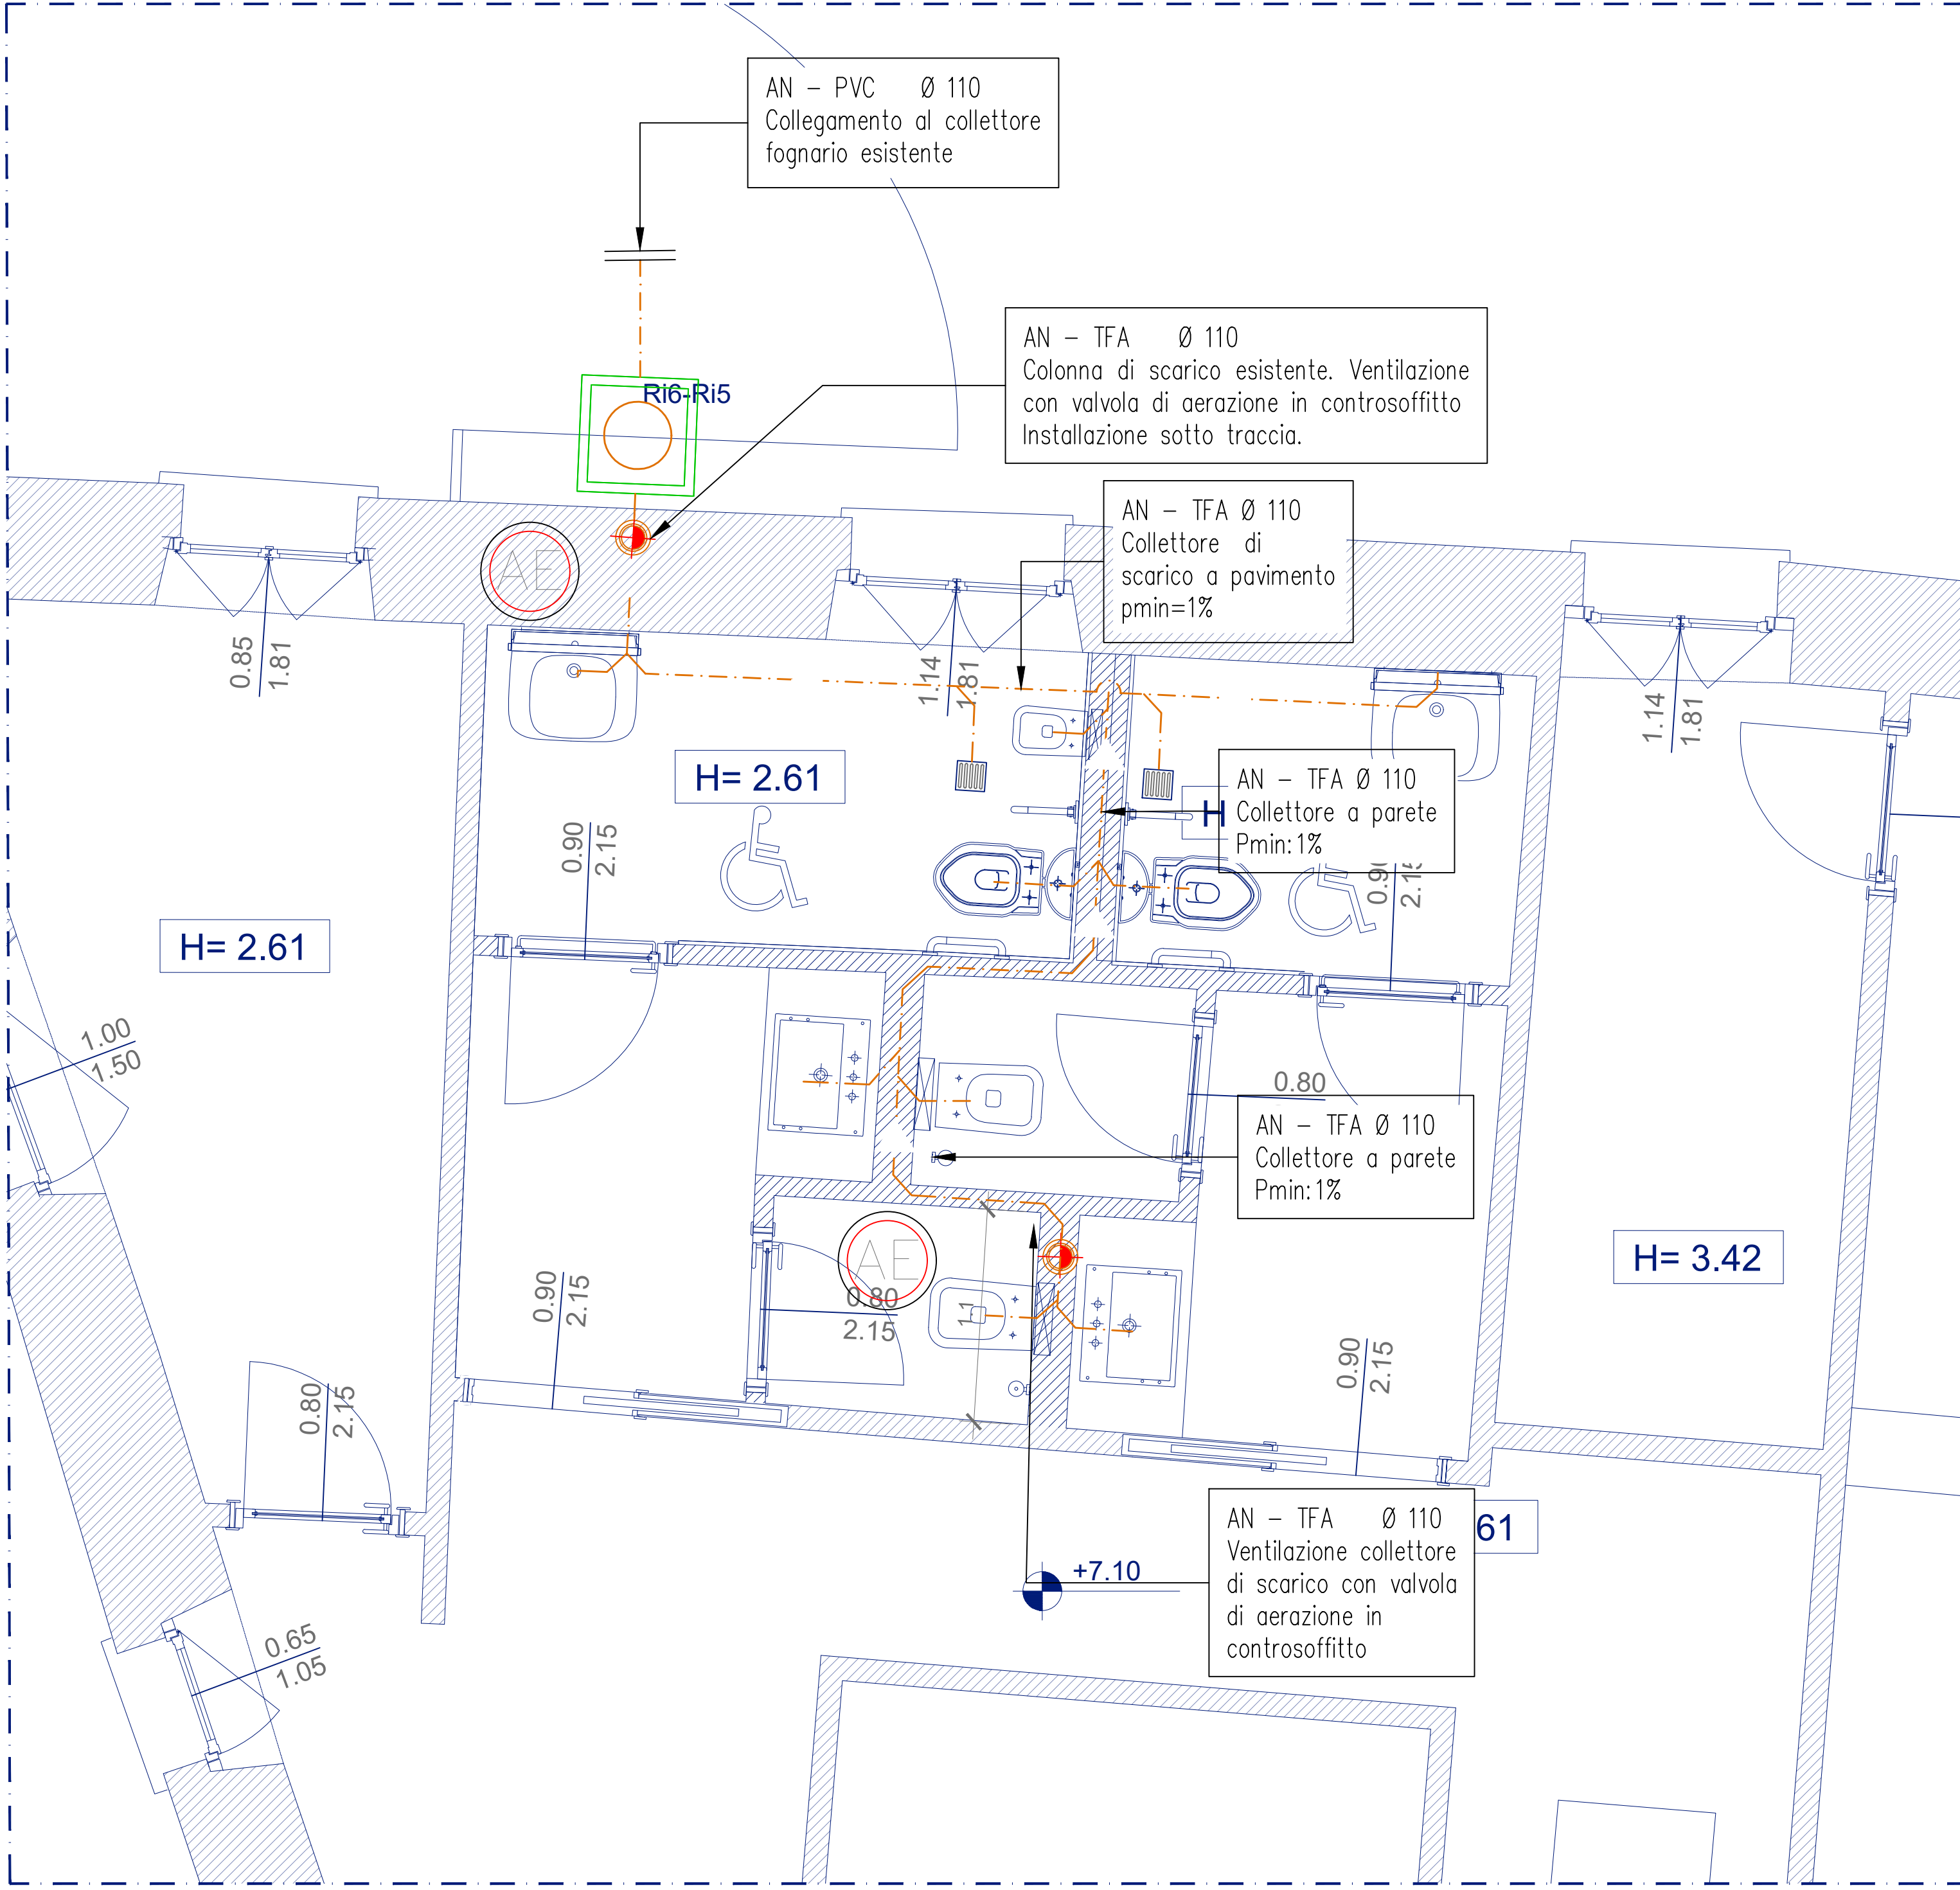 AN - PVC Ø 110
Collegamento al collettore
fognario esistente
AN - TFA Ø 110
Colonna di scarico esistente. Ventilazione
con valvola di aerazione in controsoffitto
Installazione sotto traccia.
Ri6-Ri5
AN - TFA Ø 110
Collettore di
scarico a pavimento
pmin=1%
AE
0.85
1.81
1.14
1.81
1.14
1.81
H= 2.61
AN - TFA Ø 110
Collettore a parete
Pmin:1%
H
0.90
2.15
0.90
2.15
H= 2.61
1.00
1.50
0.80
AN - TFA Ø 110
Collettore a parete
Pmin:1%
AE
H= 3.42
0.90
2.15
0.80
2.15
1.1
0.90
2.15
0.80
2.15
AN - TFA Ø 110
Ventilazione collettore
di scarico con valvola
di aerazione in
controsoffitto
61
+7.10
0.65
1.05